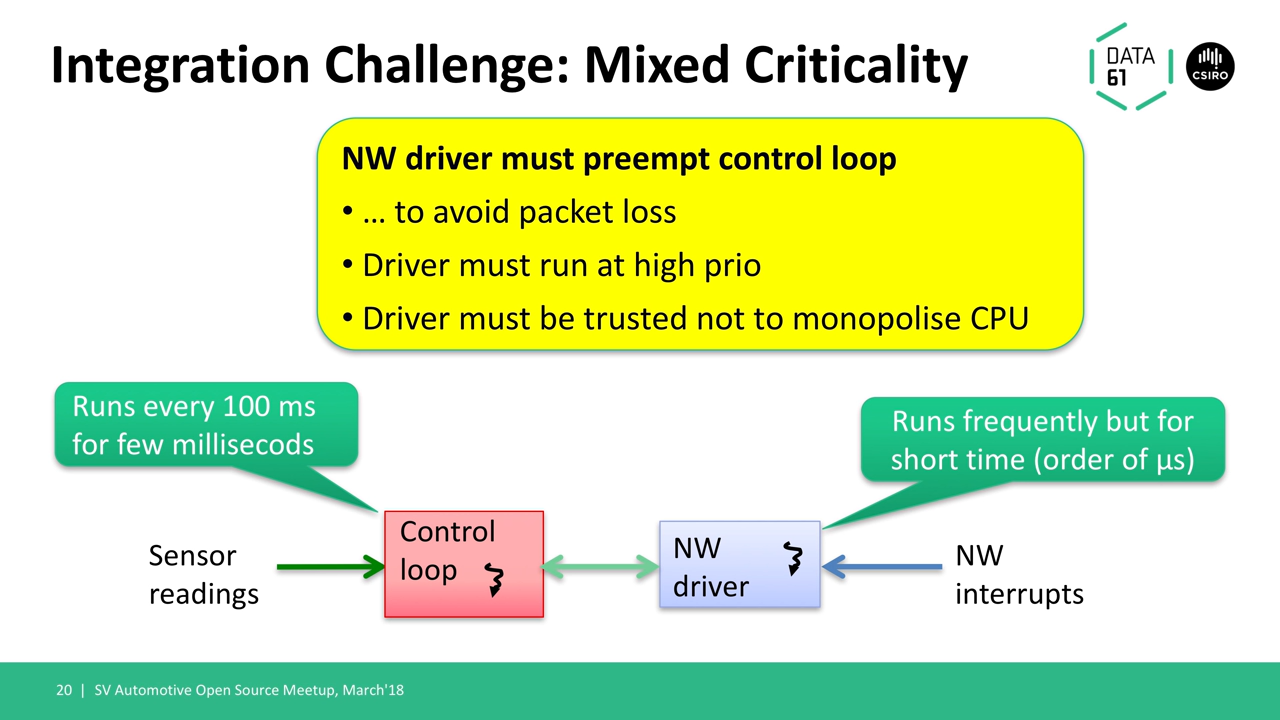 Integration Challenge: Mixed Criticality
DATA
61
CSIRO
NW driver must preempt control loop
• … to avoid packet loss
• Driver must run at high prio
• Driver must be trusted not to monopolise CPU
Runs every 100 ms
for few millisecods
Runs frequently but for
short time (order of µs)
Sensor
readings
Control
loop
NW
driver
NW
interrupts
20 | SV Automotive Open Source Meetup, March'18